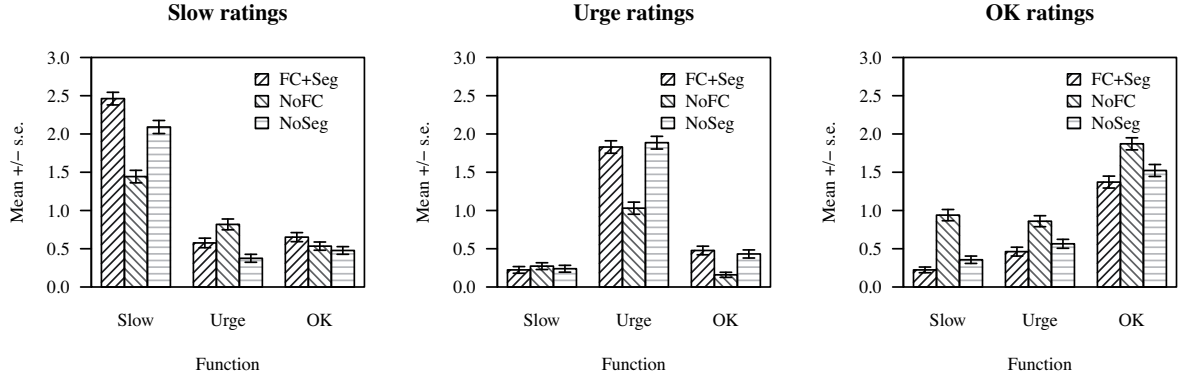 Slow ratings
Mean +/− s.e.
3.0
2.5
2.0
1.5
1.0
0.5
0.0
FC+Seg
NoFC
NoSeg
Slow Urge OK
Function
Urge ratings
Mean +/− s.e.
3.0
2.5
2.0
1.5
1.0
0.5
0.0
FC+Seg
NoFC
NoSeg
Slow Urge OK
Function
OK ratings
Mean +/− s.e.
3.0
2.5
2.0
1.5
1.0
0.5
0.0
FC+Seg
NoFC
NoSeg
Slow Urge OK
Function